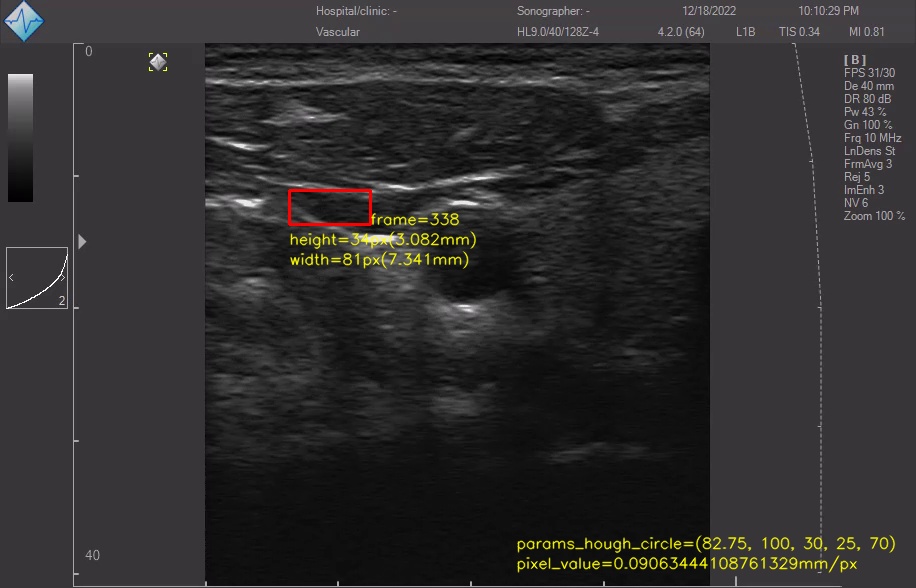 Hospital/clinic: - Sonographer: - 12/18/2022 10:10:29 PM
Vascular HL9.0/40/128Z-4 4.2.0 (64) L1B TIS 0.34 MI 0.81
0
[ B ]
FPS 31/30
De 40 mm
DR 80 dB
Pw 43 %
Gn 100 %
Frq 10 MHz
LnDens St
FrmAvg 3
Rej 5
ImEnh 3
NV 6
Zoom 100 %
frame=338
height=34px(3.082mm)
width=81px(7.341mm)
2
params_hough_circle=(82.75, 100, 30, 25, 70)
40
pixel_value=0.09063444108761329mm/px